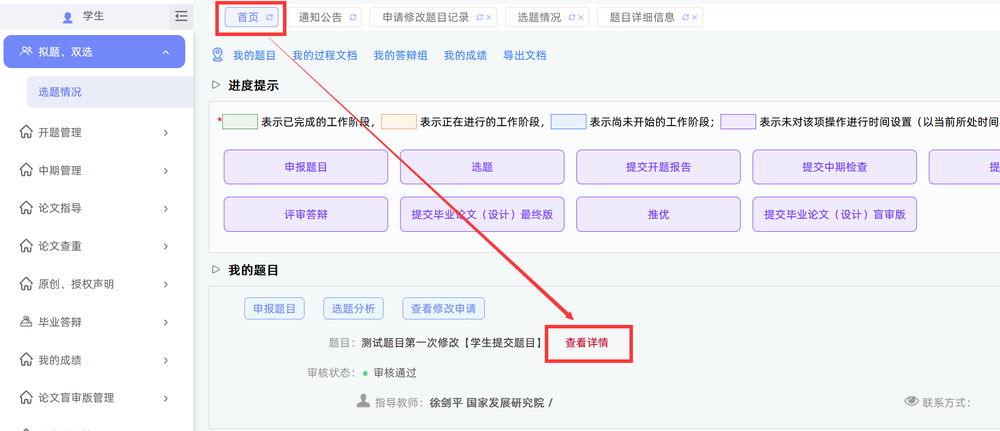 学生
首页
通知公告
申请修改题目记录
选题情况
题目详细信息
拟题、双选
选题情况
开题管理
中期管理
论文指导
论文查重
原创、授权声明
毕业答辩
我的成绩
论文盲审版管理
我的题目 我的过程文档 我的答辩组 我的成绩 导出文档
进度提示
* 表示已完成的工作阶段， 表示正在进行的工作阶段， 表示尚未开始的工作阶段； 表示未对该项操作进行时间设置（以当前所处时间
申报题目 选题 提交开题报告 提交中期检查 提
评审答辩 提交毕业论文（设计）最终版 推优 提交毕业论文（设计）盲审版
我的题目
申报题目 选题分析 查看修改申请
题目： 测试题目第一次修改【学生提交题目】 查看详情
审核状态： 审核通过
指导教师： 徐剑平 国家发展研究院 / 联系方式：